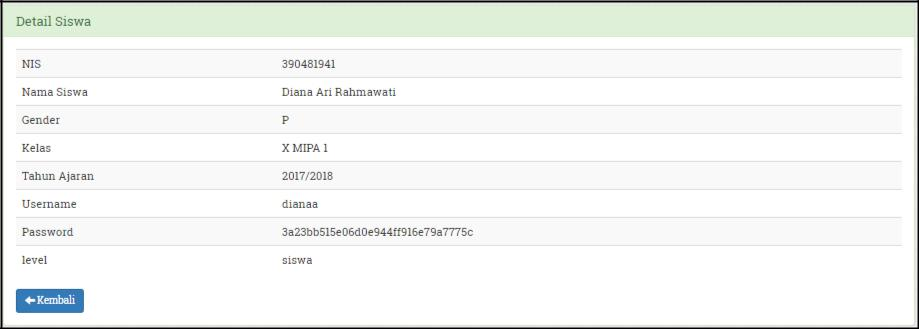 Detail Siswa
NIS 390481941
Nama Siswa Diana Ari Rahmawati
Gender P
Kelas X MIPA 1
Tahun Ajaran 2017/2018
Username dianaa
Password 3a23bb515e06d0e944ff916e79a7775c
level siswa
Kembali